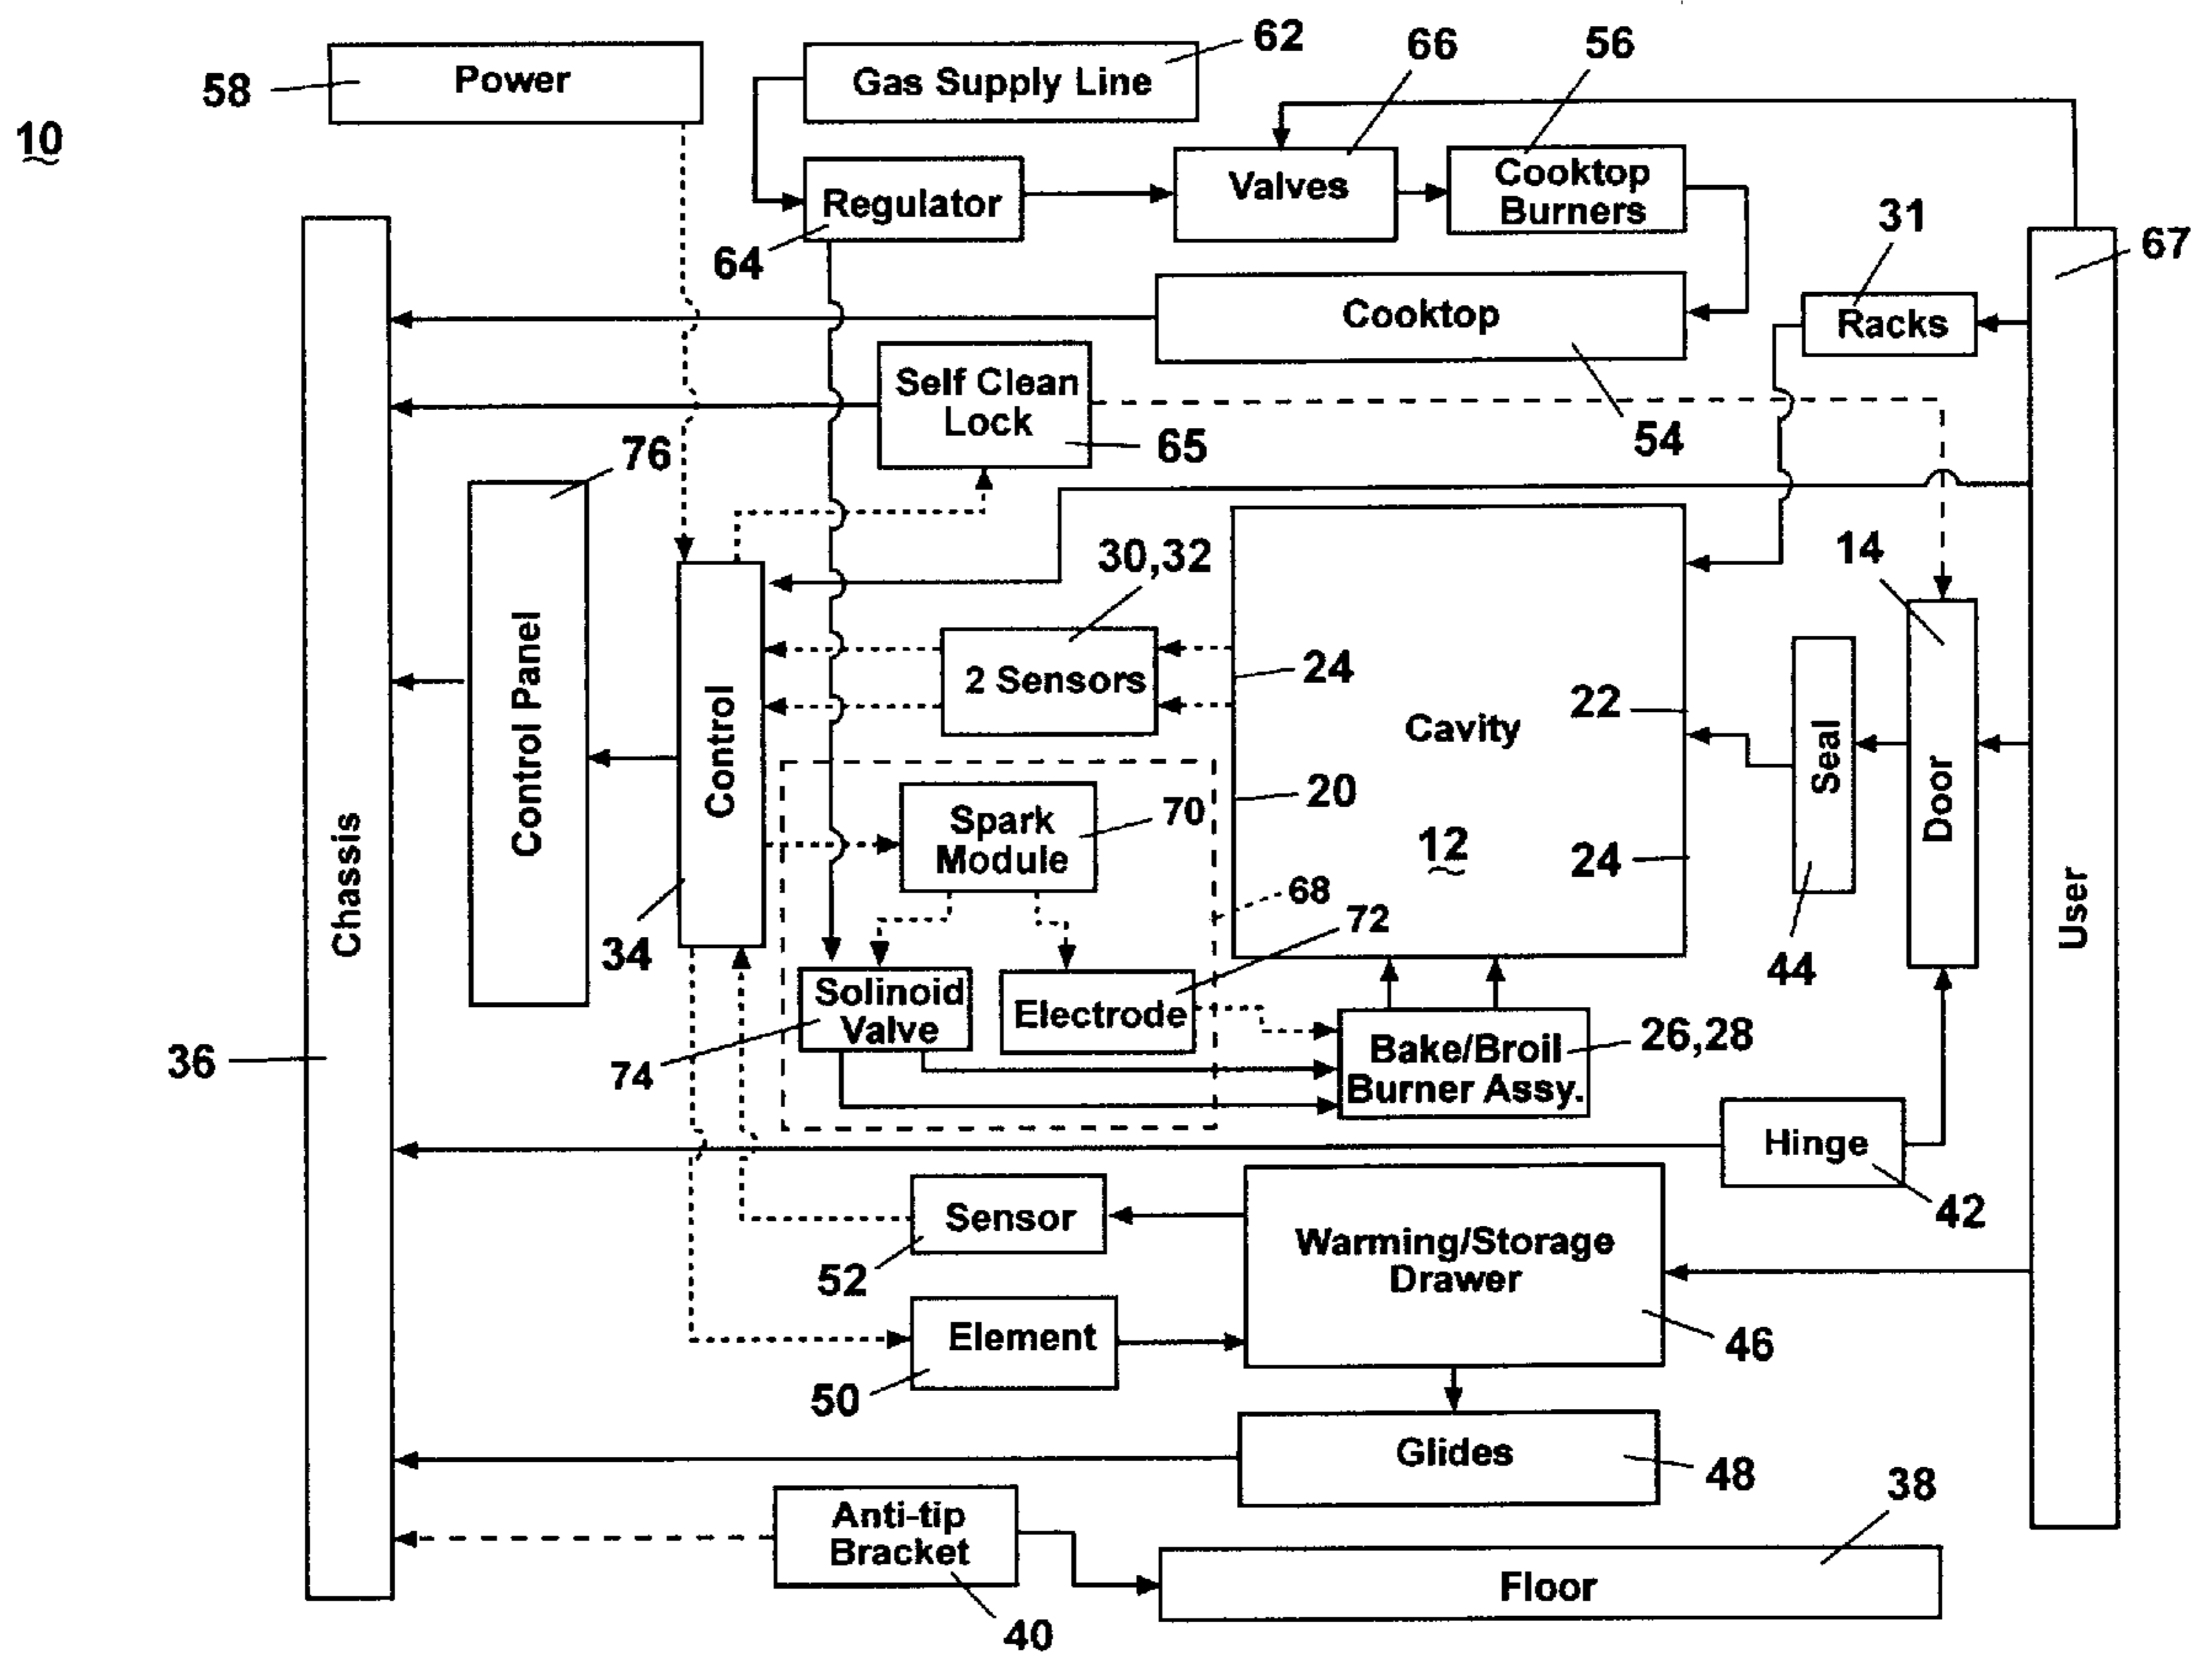 62
66
56
58
Power
Gas Supply Line
10
Regulator
Valves
Cooktop
Burners
31
67
64
Cooktop
Racks
Self Clean
Lock
65
54
76
30,32
14
2 Sensors
24
22
Cavity
20
12
24
Control Panel
Control
Seal
Door
Chassis
User
Spark
Module
70
68
72
34
44
Solinoid
Valve
Electrode
74
Bake/Broil
Burner Assy.
26,28
36
Hinge
42
Sensor
52
Warming/Storage
Drawer
46
Element
50
Glides
48
38
Anti-tip
Bracket
Floor
40